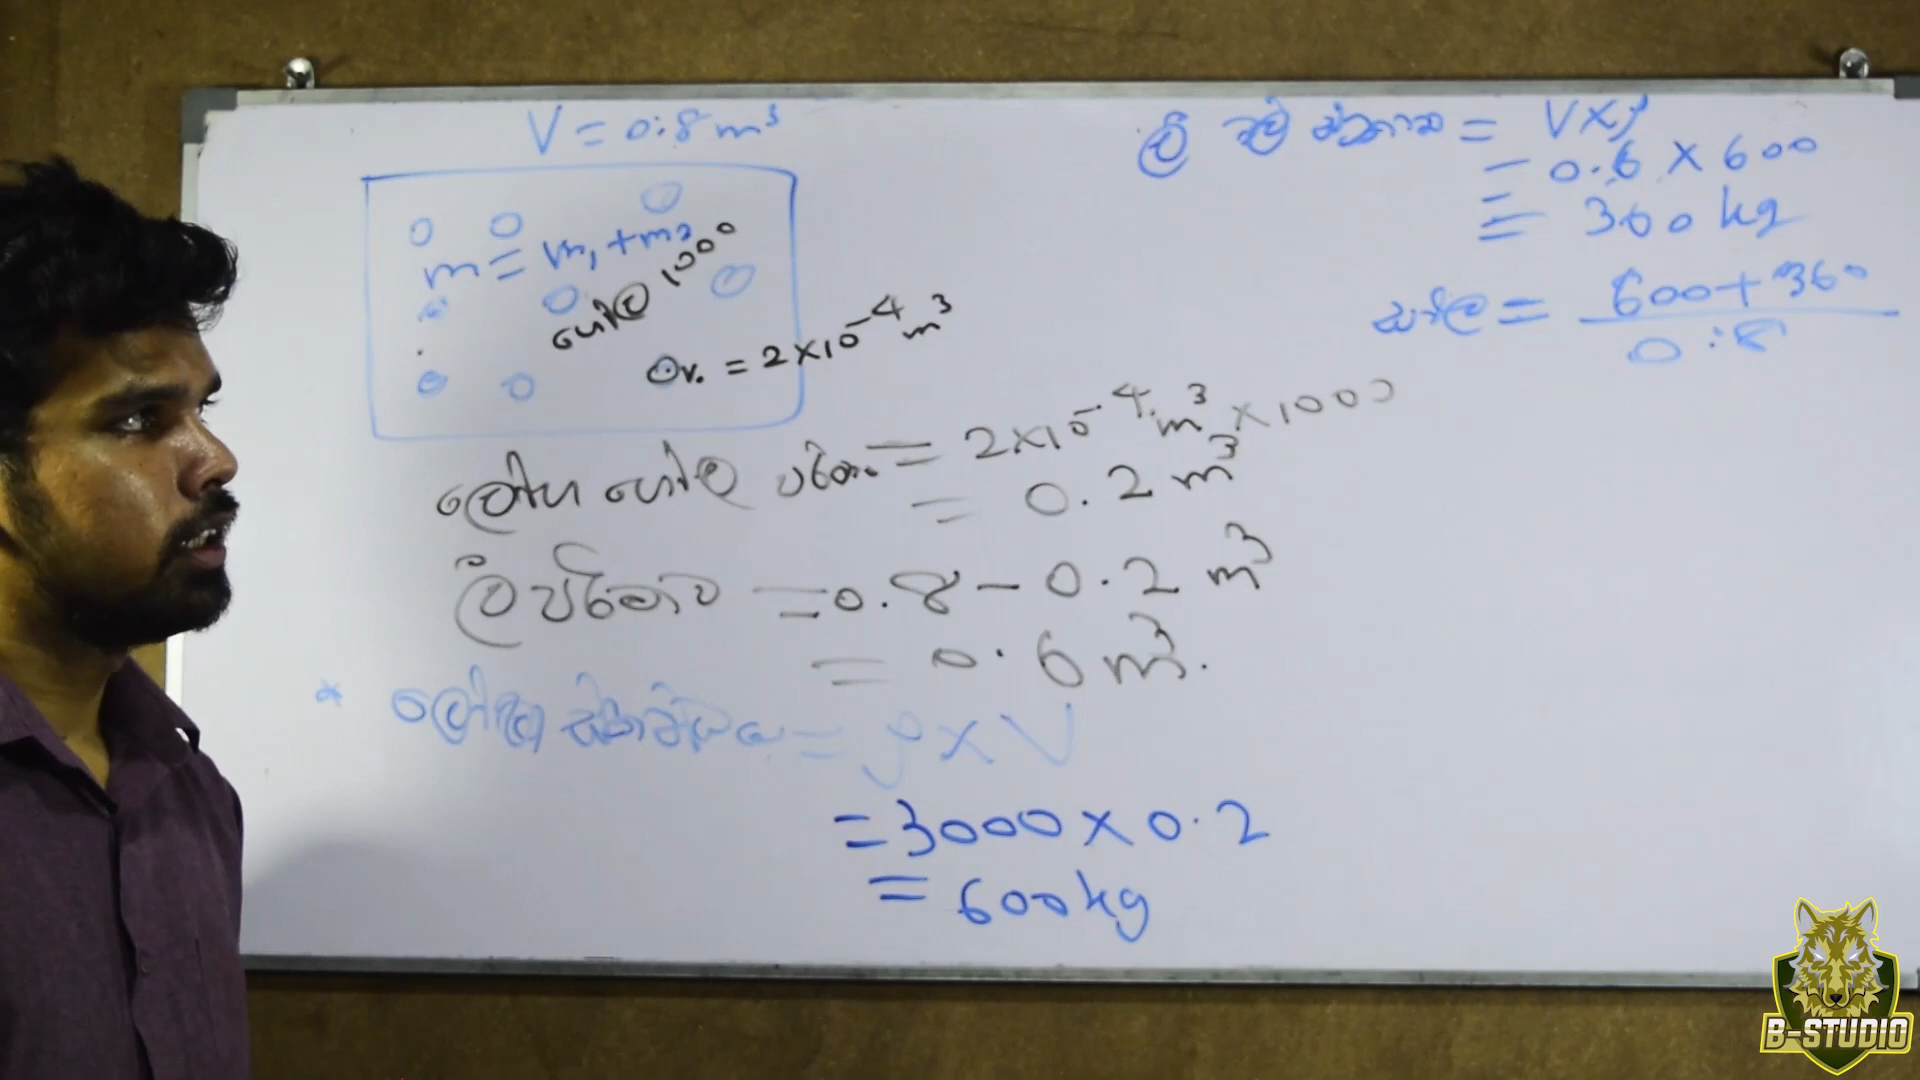 V = 0.8 m³
m = m₁ + m₂
ගෝල 1000
v. = 2×10⁻⁴ m³
ලෝහ ගෝල පරිමා. = 2×10⁻⁴ m³ × 1000
= 0.2 m³
ලී පරිමාව = 0.8 - 0.2 m³
= 0.6 m³.
* ලෝහ ස්කන්ධය = ρ × V
= 3000 × 0.2
= 600 kg
ලී = V×ρ
= 0.6 × 600
= 360 kg
= 600 + 360
0.8
B-STUDIO